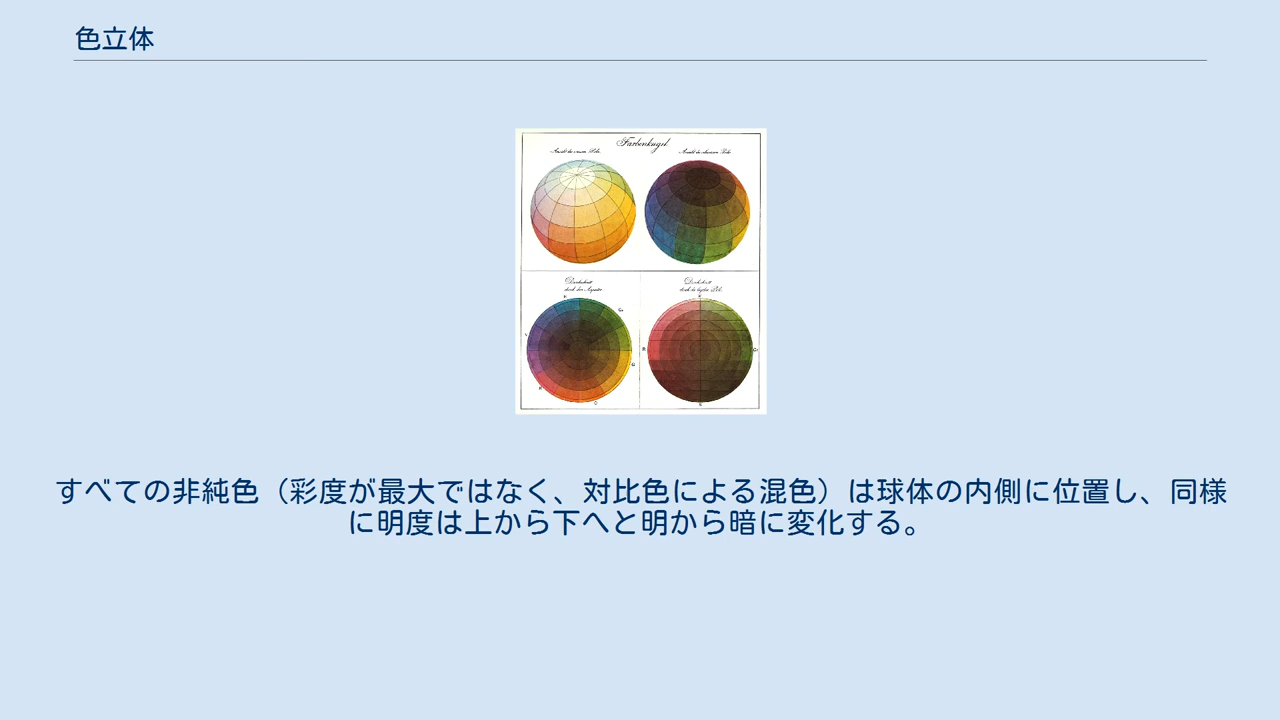 色立体
Farbenkugel
すべての非純色（彩度が最大ではなく、対比色による混色）は球体の内側に位置し、同様
に明度は上から下へと明から暗に変化する。